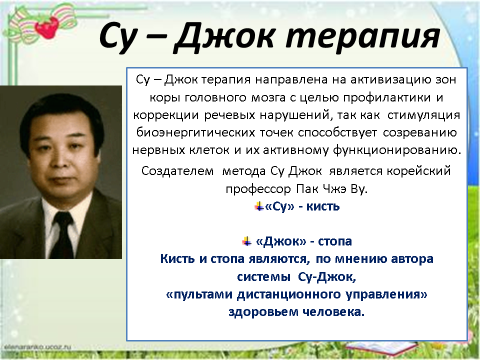 Су – Джок терапия
Су – Джок терапия направлена на активизацию зон
коры головного мозга с целью профилактики и
коррекции речевых нарушений, так как стимуляция
биоэнергитических точек способствует созреванию
нервных клеток и их активному функционированию.
Создателем метода Су Джок является корейский
профессор Пак Чжэ Ву.
«Су» - кисть
«Джок» - стопа
Кисть и стопа являются, по мнению автора
системы Су-Джок,
«пультами дистанционного управления»
здоровьем человека.
elenaranko.ucoz.ru